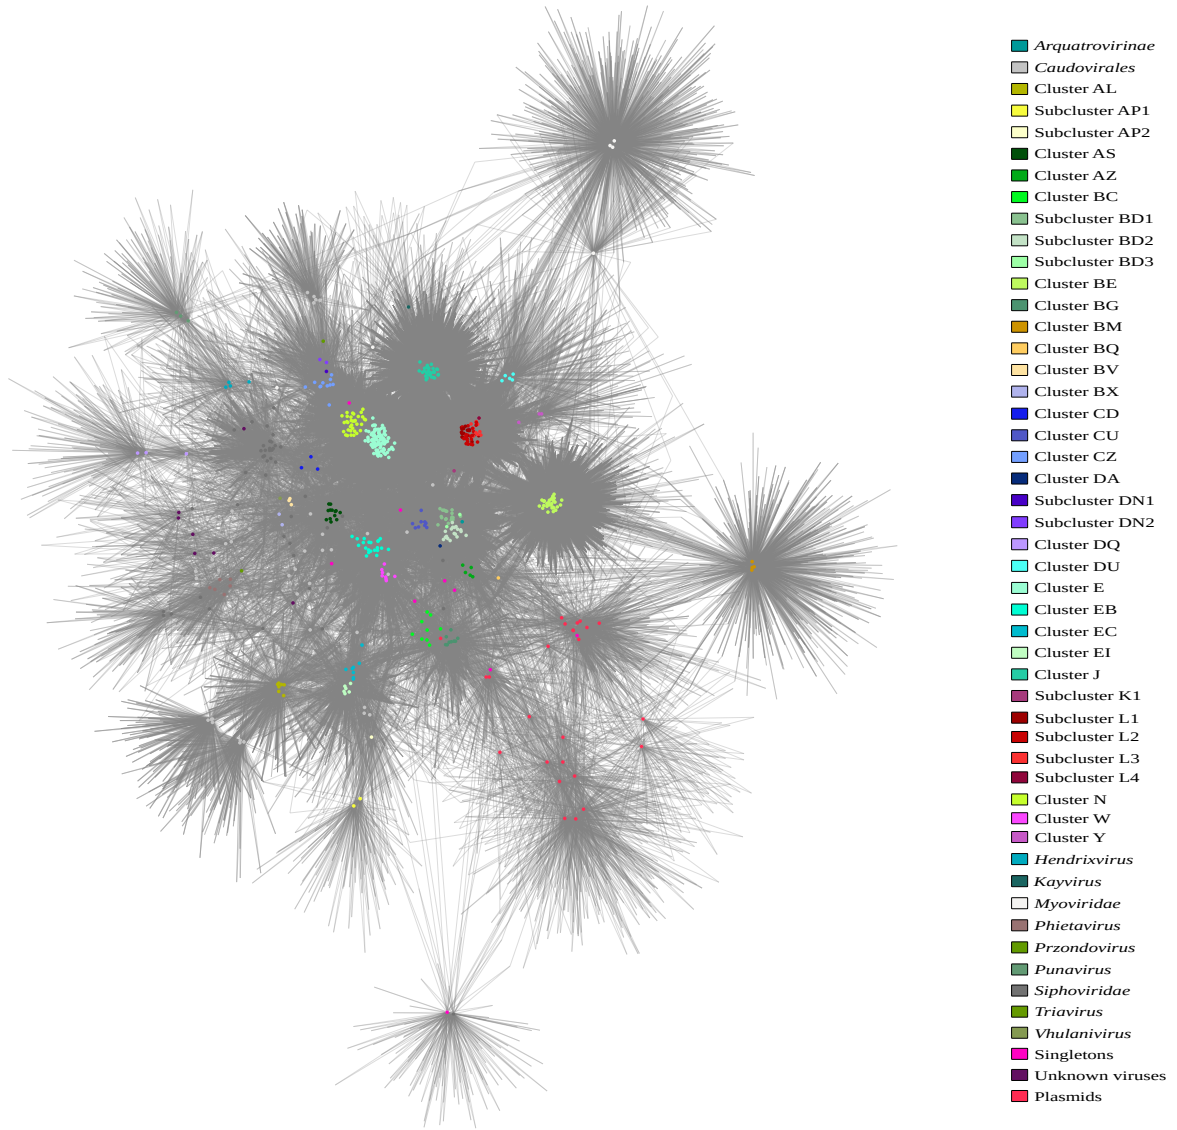 Arquatrovirinae
Caudovirales
Cluster AL
Subcluster AP1
Subcluster AP2
Cluster AS
Cluster AZ
Cluster BC
Subcluster BD1
Subcluster BD2
Subcluster BD3
Cluster BE
Cluster BG
Cluster BM
Cluster BQ
Cluster BV
Cluster BX
Cluster CD
Cluster CU
Cluster CZ
Cluster DA
Subcluster DN1
Subcluster DN2
Cluster DQ
Cluster DU
Cluster E
Cluster EB
Cluster EC
Cluster EI
Cluster J
Subcluster K1
Subcluster L1
Subcluster L2
Subcluster L3
Subcluster L4
Cluster N
Cluster W
Cluster Y
Hendrixvirus
Kayvirus
Myoviridae
Phietavirus
Przondovirus
Punavirus
Siphoviridae
Triavirus
Vhulanivirus
Singletons
Unknown viruses
Plasmids